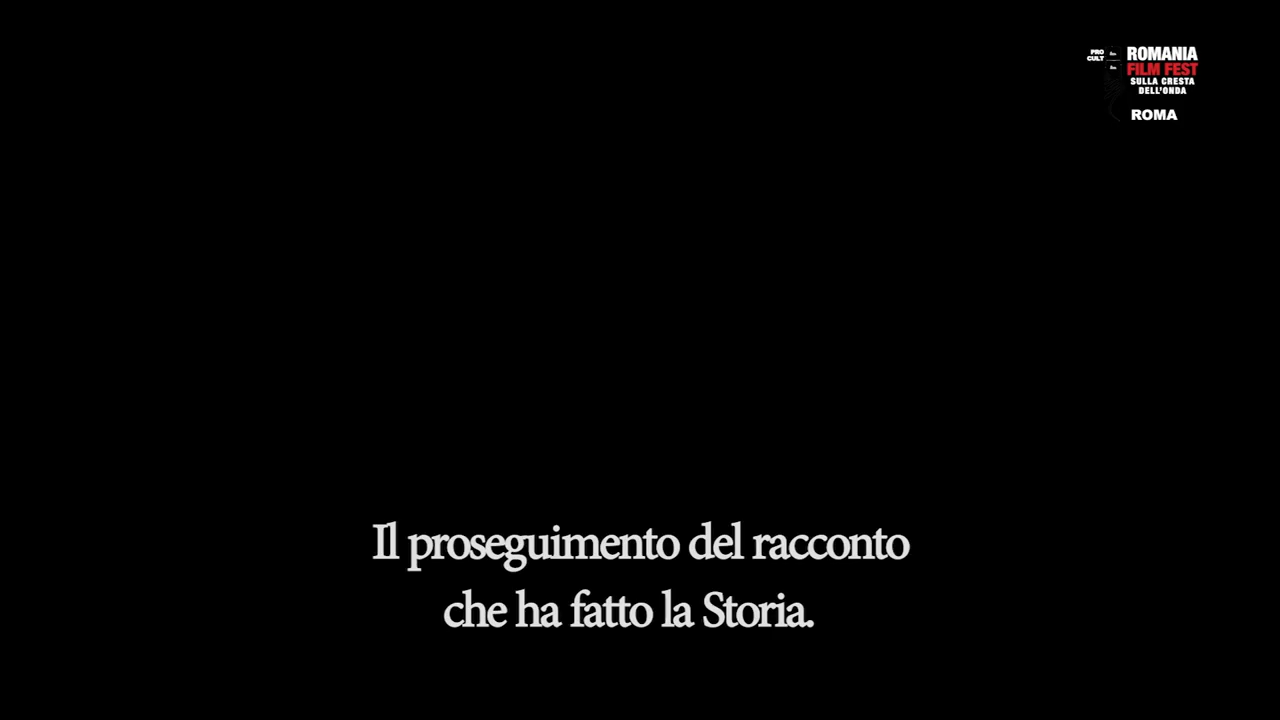 PRO
CULT
ROMANIA
FILM FEST
SULLA CRESTA
DELL'ONDA
ROMA
Il proseguimento del racconto
che ha fatto la Storia.